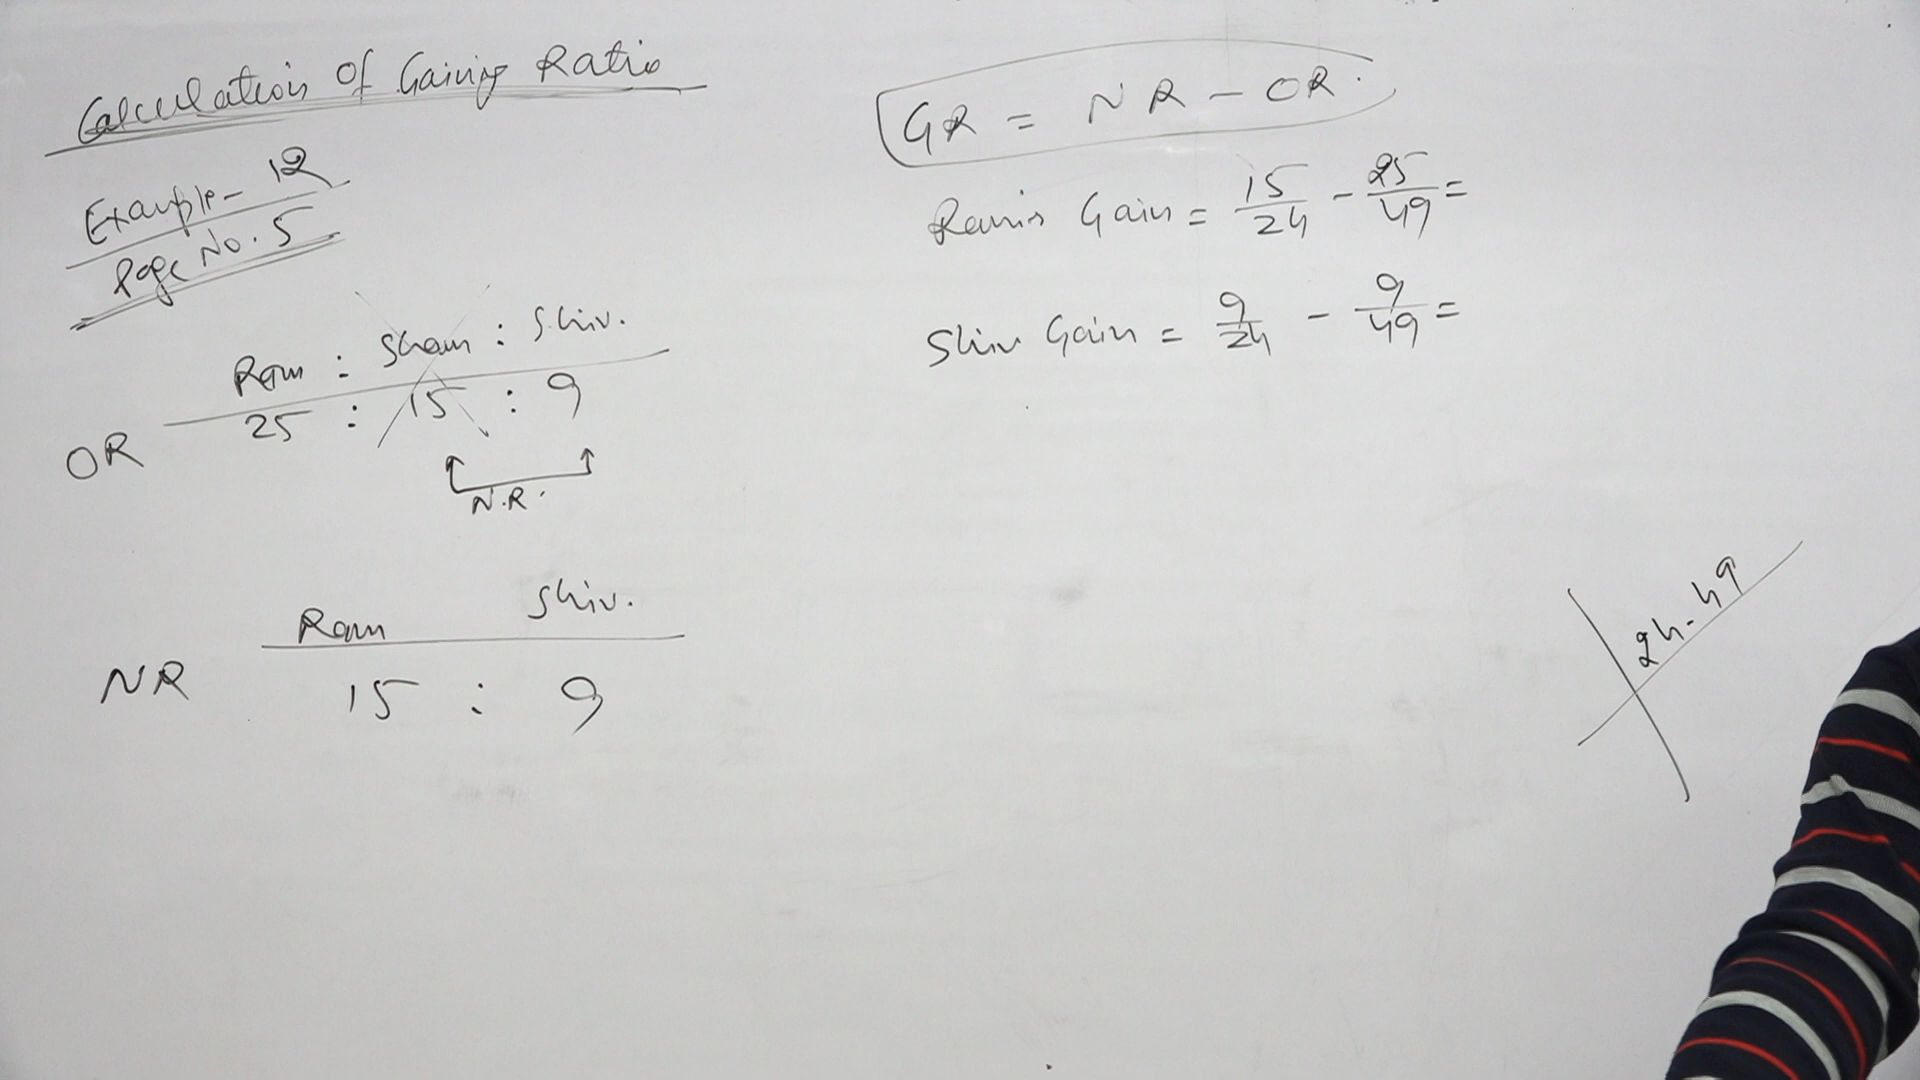 Calculation Of Gaining Ratio
Example- 12
Page No. 5
Ram : Sham : Shiv.
OR 25 : 15 : 9
N.R.
Ram Shiv.
NR 15 : 9
GR = NR - OR.
Ram's Gain = 15/24 - 25/49 =
Shiv Gain = 9/24 - 9/49 =
24-49